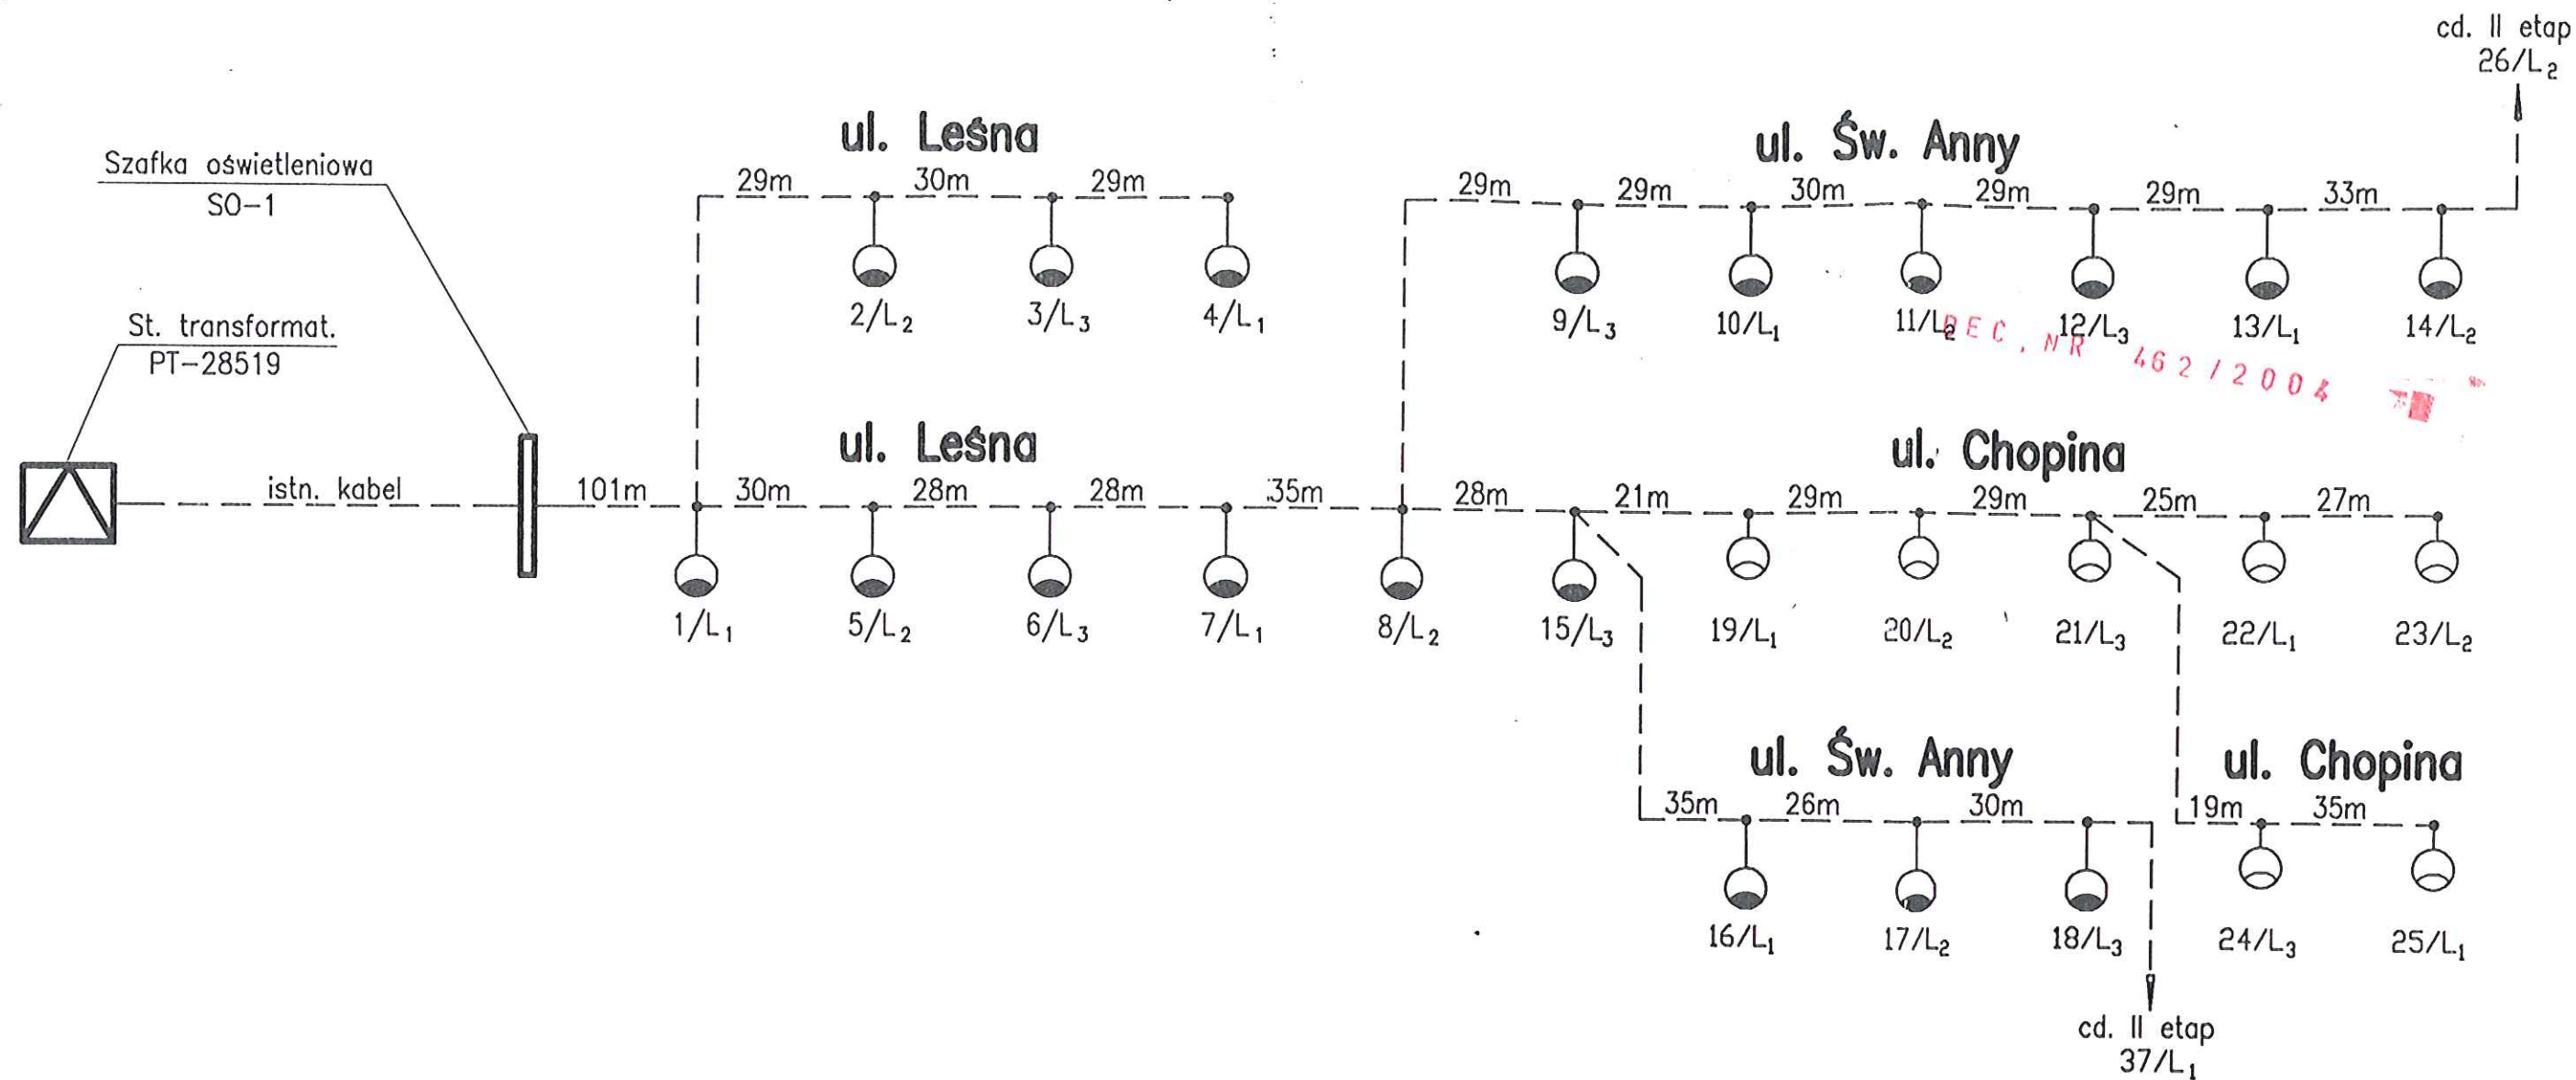 cd. II etap
26/L2
ul. Leśna
ul. Św. Anny
Szafka oświetleniowa
SO-1
29m 30m 29m
29m 29m 30m 29m 29m 33m
2/L2 3/L3 4/L1
9/L3 10/L1 11/L2 12/L3 13/L1 14/L2
St. transformat.
PT-28519
REC. NR 462/2004
ul. Leśna
ul. Chopina
istn. kabel 101m 30m 28m 28m 35m 28m 21m 29m 29m 25m 27m
1/L1 5/L2 6/L3 7/L1 8/L2 15/L3 19/L1 20/L2 21/L3 22/L1 23/L2
ul. Św. Anny
ul. Chopina
35m 26m 30m
19m 35m
16/L1 17/L2 18/L3 24/L3 25/L1
cd. II etap
37/L1